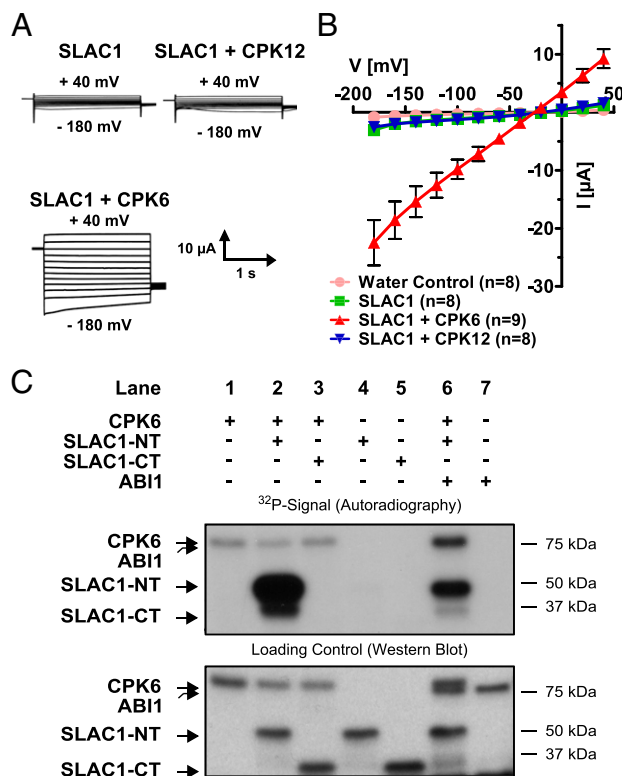 A
SLAC1
+ 40 mV
- 180 mV
SLAC1 + CPK12
+ 40 mV
- 180 mV
SLAC1 + CPK6
+ 40 mV
- 180 mV
10 µA
1 s
B
V [mV]
-200 -150 -100 -50 50
10
-10
-20
-30
I [µA]
Water Control (n=8)
SLAC1 (n=8)
SLAC1 + CPK6 (n=9)
SLAC1 + CPK12 (n=8)
C
Lane 1 2 3 4 5 6 7
CPK6 + + + - - + -
SLAC1-NT - + - + - + -
SLAC1-CT - - + - + - -
ABI1 - - - - - + +
32P-Signal (Autoradiography)
CPK6
ABI1
SLAC1-NT
SLAC1-CT
75 kDa
50 kDa
37 kDa
Loading Control (Western Blot)
CPK6
ABI1
SLAC1-NT
SLAC1-CT
75 kDa
50 kDa
37 kDa